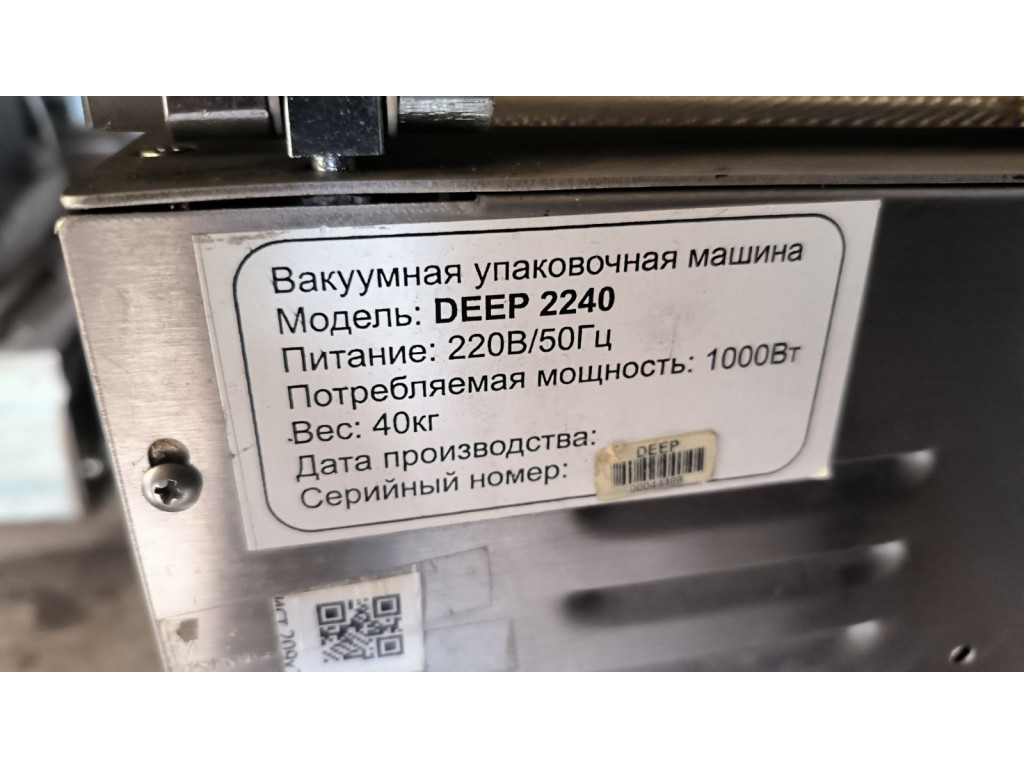 Вакуумная упаковочная машина
Модель: DEEP 2240
Питание: 220В/50Гц
Потребляемая мощность: 1000Вт
Вес: 40кг
Дата производства:
Серийный номер:
DEEP